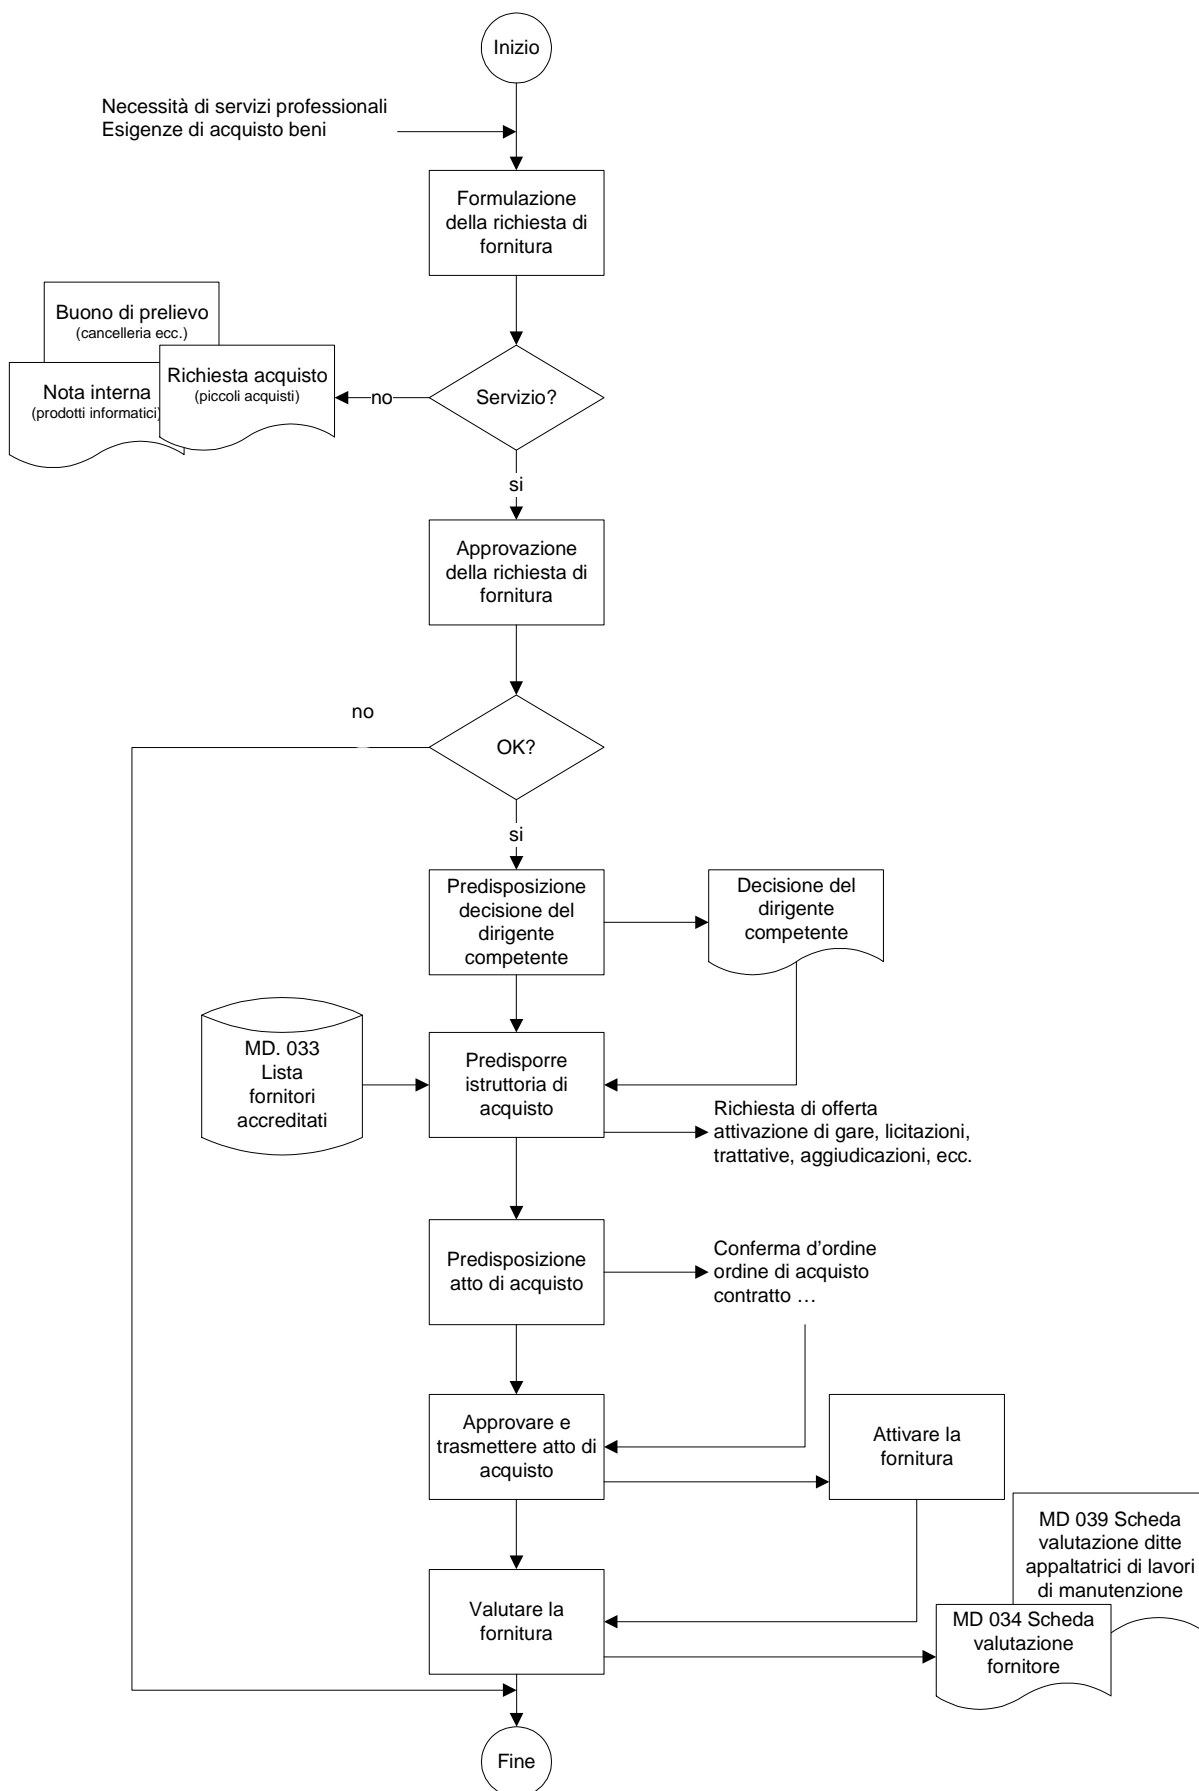 Inizio
Necessità di servizi professionali
Esigenze di acquisto beni
Formulazione
della richiesta di
fornitura
Buono di prelievo
(cancelleria ecc.)
Nota interna
(prodotti informatici)
Richiesta acquisto
(piccoli acquisti)
no
Servizio?
si
Approvazione
della richiesta di
fornitura
no
OK?
si
Predisposizione
decisione del
dirigente
competente
Decisione del
dirigente
competente
MD. 033
Lista
fornitori
accreditati
Predisporre
istruttoria di
acquisto
Richiesta di offerta
attivazione di gare, licitazioni,
trattative, aggiudicazioni, ecc.
Predisposizione
atto di acquisto
Conferma d’ordine
ordine di acquisto
contratto …
Approvare e
trasmettere atto di
acquisto
Attivare la
fornitura
MD 039 Scheda
valutazione ditte
appaltatrici di lavori
di manutenzione
Valutare la
fornitura
MD 034 Scheda
valutazione
fornitore
Fine